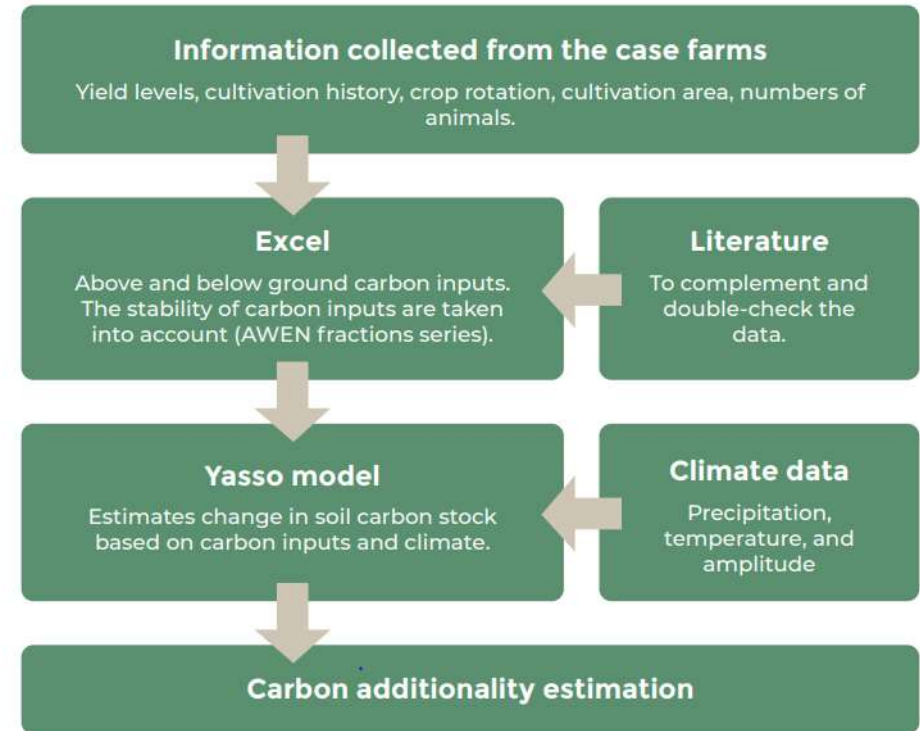 Information collected from the case farms
Yield levels, cultivation history, crop rotation, cultivation area, numbers of
animals.
Excel
Above and below ground carbon inputs.
The stability of carbon inputs are taken
into account (AWEN fractions series).
Literature
To complement and
double-check the
data.
Yasso model
Estimates change in soil carbon stock
based on carbon inputs and climate.
Climate data
Precipitation,
temperature, and
amplitude
Carbon additionality estimation